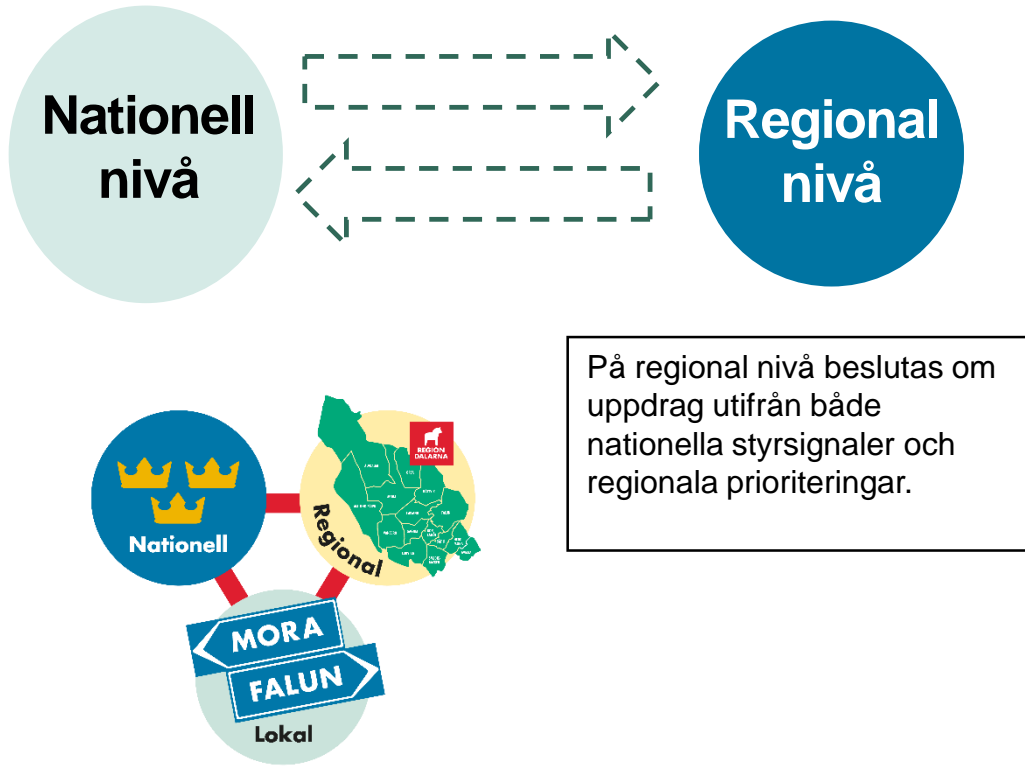 Nationell
nivå
Regional
nivå
På regional nivå beslutas om
uppdrag utifrån både
nationella styrsignaler och
regionala prioriteringar.
REGION
DALARNA
Nationell
Regional
MORA
FALUN
Lokal